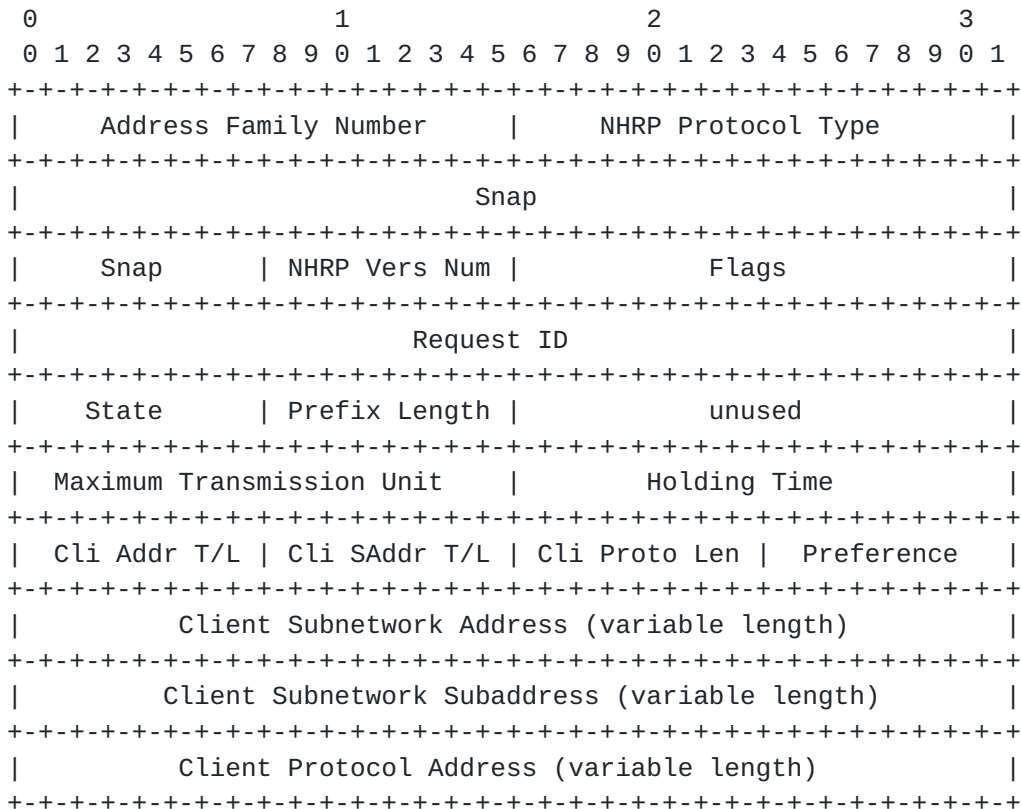 0                   1                   2                   3
 0 1 2 3 4 5 6 7 8 9 0 1 2 3 4 5 6 7 8 9 0 1 2 3 4 5 6 7 8 9 0 1
+-+-+-+-+-+-+-+-+-+-+-+-+-+-+-+-+-+-+-+-+-+-+-+-+-+-+-+-+-+-+-+-+
|     Address Family Number     |     NHRP Protocol Type        |
+-+-+-+-+-+-+-+-+-+-+-+-+-+-+-+-+-+-+-+-+-+-+-+-+-+-+-+-+-+-+-+-+
|                             Snap                              |
+-+-+-+-+-+-+-+-+-+-+-+-+-+-+-+-+-+-+-+-+-+-+-+-+-+-+-+-+-+-+-+-+
|     Snap      | NHRP Vers Num |            Flags              |
+-+-+-+-+-+-+-+-+-+-+-+-+-+-+-+-+-+-+-+-+-+-+-+-+-+-+-+-+-+-+-+-+
|                         Request ID                            |
+-+-+-+-+-+-+-+-+-+-+-+-+-+-+-+-+-+-+-+-+-+-+-+-+-+-+-+-+-+-+-+-+
|    State      | Prefix Length |            unused             |
+-+-+-+-+-+-+-+-+-+-+-+-+-+-+-+-+-+-+-+-+-+-+-+-+-+-+-+-+-+-+-+-+
|  Maximum Transmission Unit    |        Holding Time           |
+-+-+-+-+-+-+-+-+-+-+-+-+-+-+-+-+-+-+-+-+-+-+-+-+-+-+-+-+-+-+-+-+
|  Cli Addr T/L | Cli SAddr T/L | Cli Proto Len |  Preference   |
+-+-+-+-+-+-+-+-+-+-+-+-+-+-+-+-+-+-+-+-+-+-+-+-+-+-+-+-+-+-+-+-+
|          Client Subnetwork Address (variable length)          |
+-+-+-+-+-+-+-+-+-+-+-+-+-+-+-+-+-+-+-+-+-+-+-+-+-+-+-+-+-+-+-+-+
|         Client Subnetwork Subaddress (variable length)        |
+-+-+-+-+-+-+-+-+-+-+-+-+-+-+-+-+-+-+-+-+-+-+-+-+-+-+-+-+-+-+-+-+
|          Client Protocol Address (variable length)            |
+-+-+-+-+-+-+-+-+-+-+-+-+-+-+-+-+-+-+-+-+-+-+-+-+-+-+-+-+-+-+-+-+